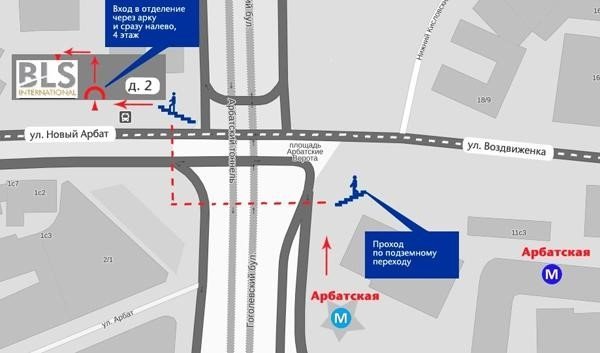 Вход в отделение
через арку
и сразу налево,
4 этаж
BLS
INTERNATIONAL
д. 2
бул
Нижний Кисловский
18/9
16
Арбатский тоннель
ул. Новый Арбат
площадь
Арбатские
Ворота
ул. Воздвиженка
1с7
1с2
1с3
2/1
ул. Арбат
Гоголевский бул.
Проход
по подземному
переходу
11с3
Арбатская
M
Арбатская
M